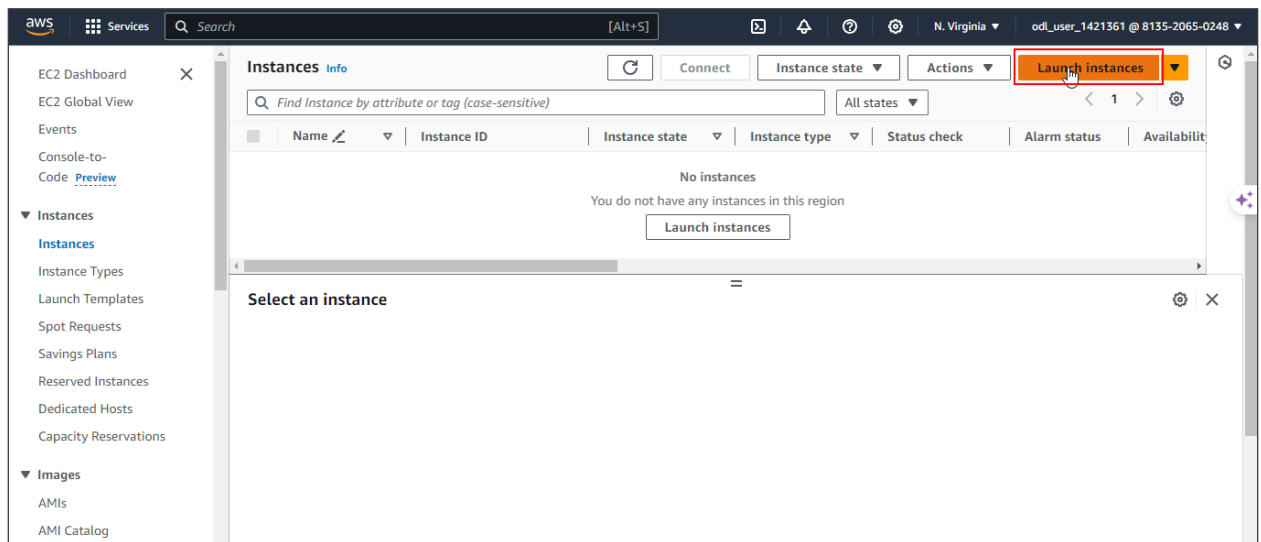 aws Services Search [Alt+S] N. Virginia odl_user_1421361 @ 8135-2065-0248
EC2 Dashboard
EC2 Global View
Events
Console-to-
Code Preview
Instances
Instances
Instance Types
Launch Templates
Spot Requests
Savings Plans
Reserved Instances
Dedicated Hosts
Capacity Reservations
Images
AMIs
AMI Catalog
Instances Info Connect Instance state Actions Launch instances
Find Instance by attribute or tag (case-sensitive) All states 1
Name Instance ID Instance state Instance type Status check Alarm status Availabilit
No instances
You do not have any instances in this region
Launch instances
Select an instance